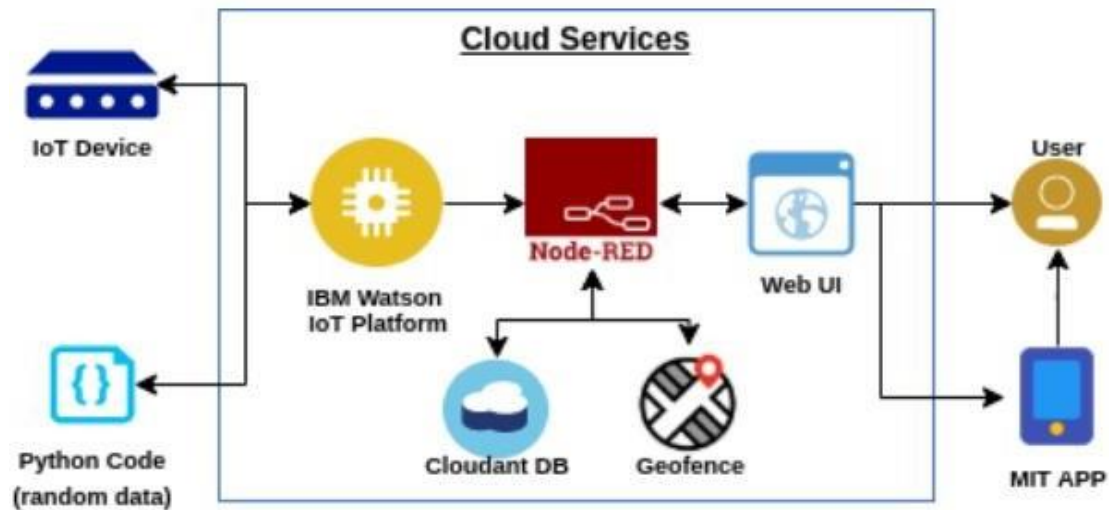 Cloud Services
IoT Device
User
Node-RED
IBM Watson
IoT Platform
Web UI
{}
Python Code
(random data)
Cloudant DB
Geofence
MIT APP